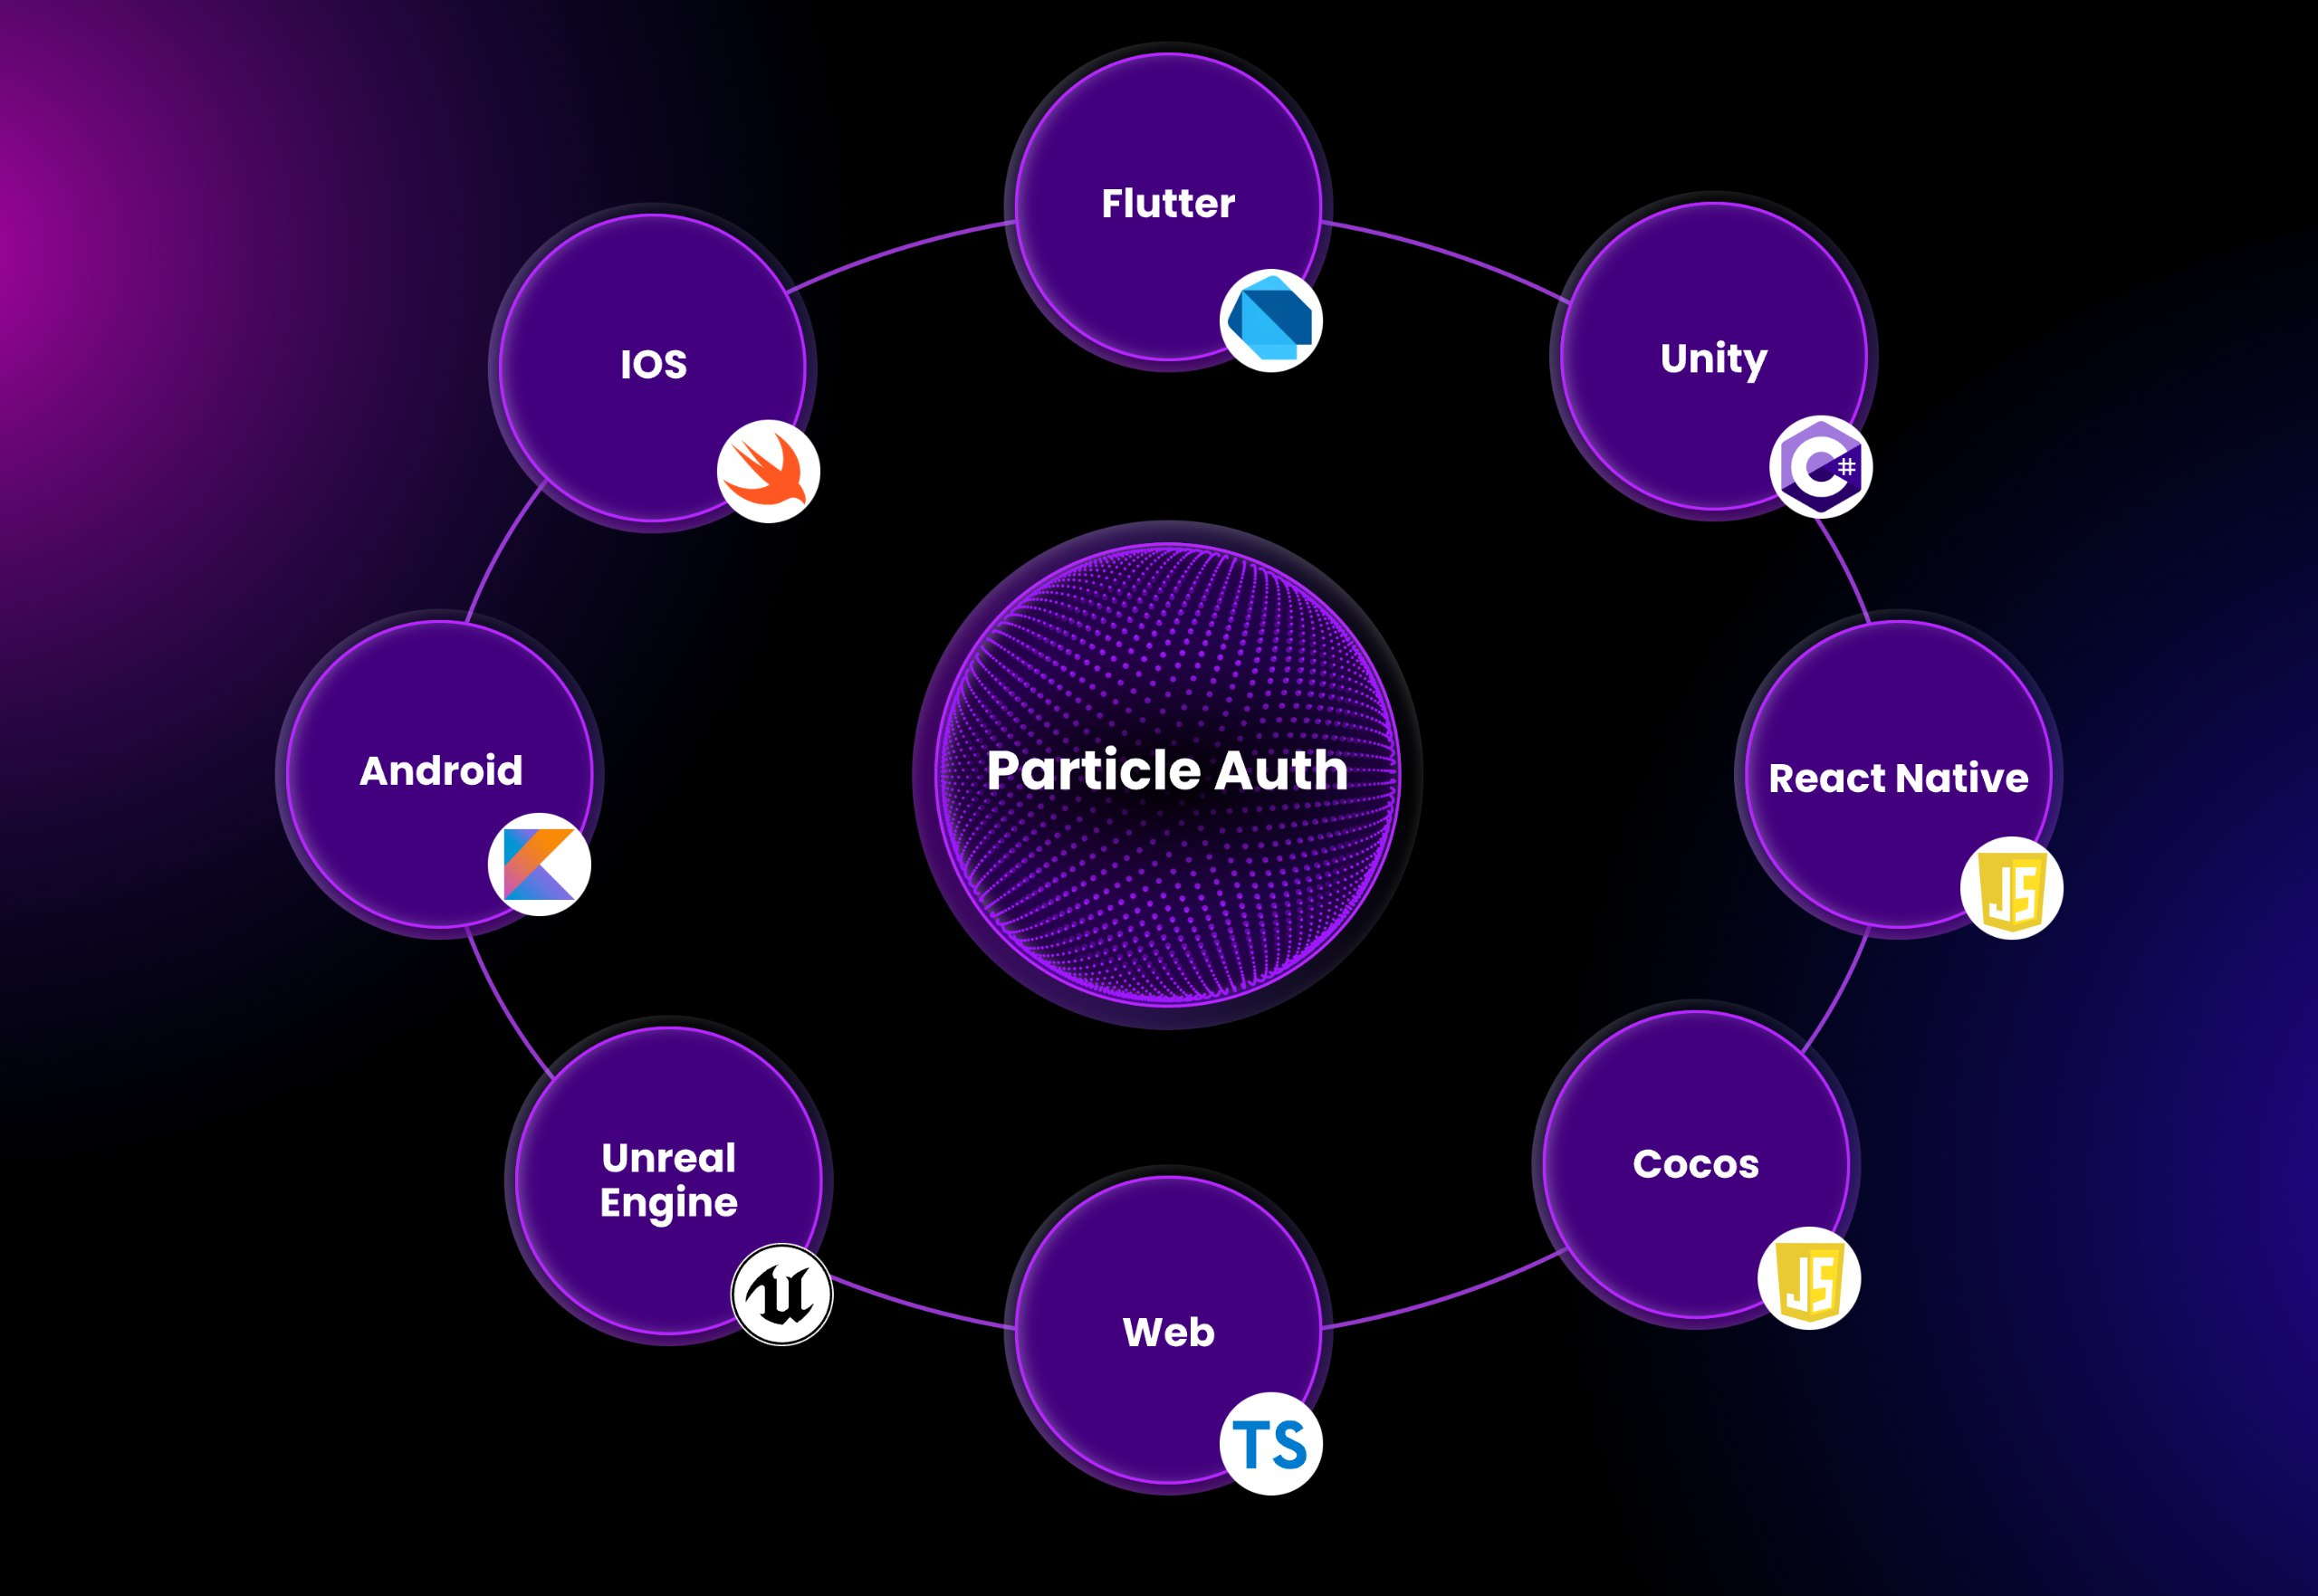 Flutter
IOS
Unity
C#
Particle Auth
Android
React Native
JS
Unreal
Engine
Cocos
JS
Web
TS